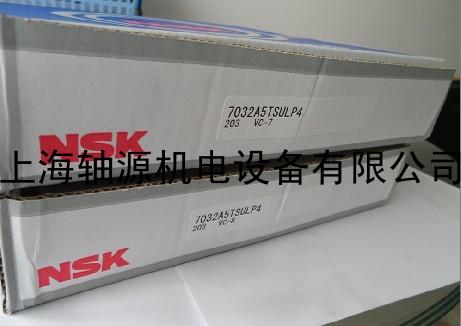 7032A5TSULP4
203 VC-7
NSK
上海轴源机电设备有限公司
7032A5TSULP4
203 VC-8
NSK